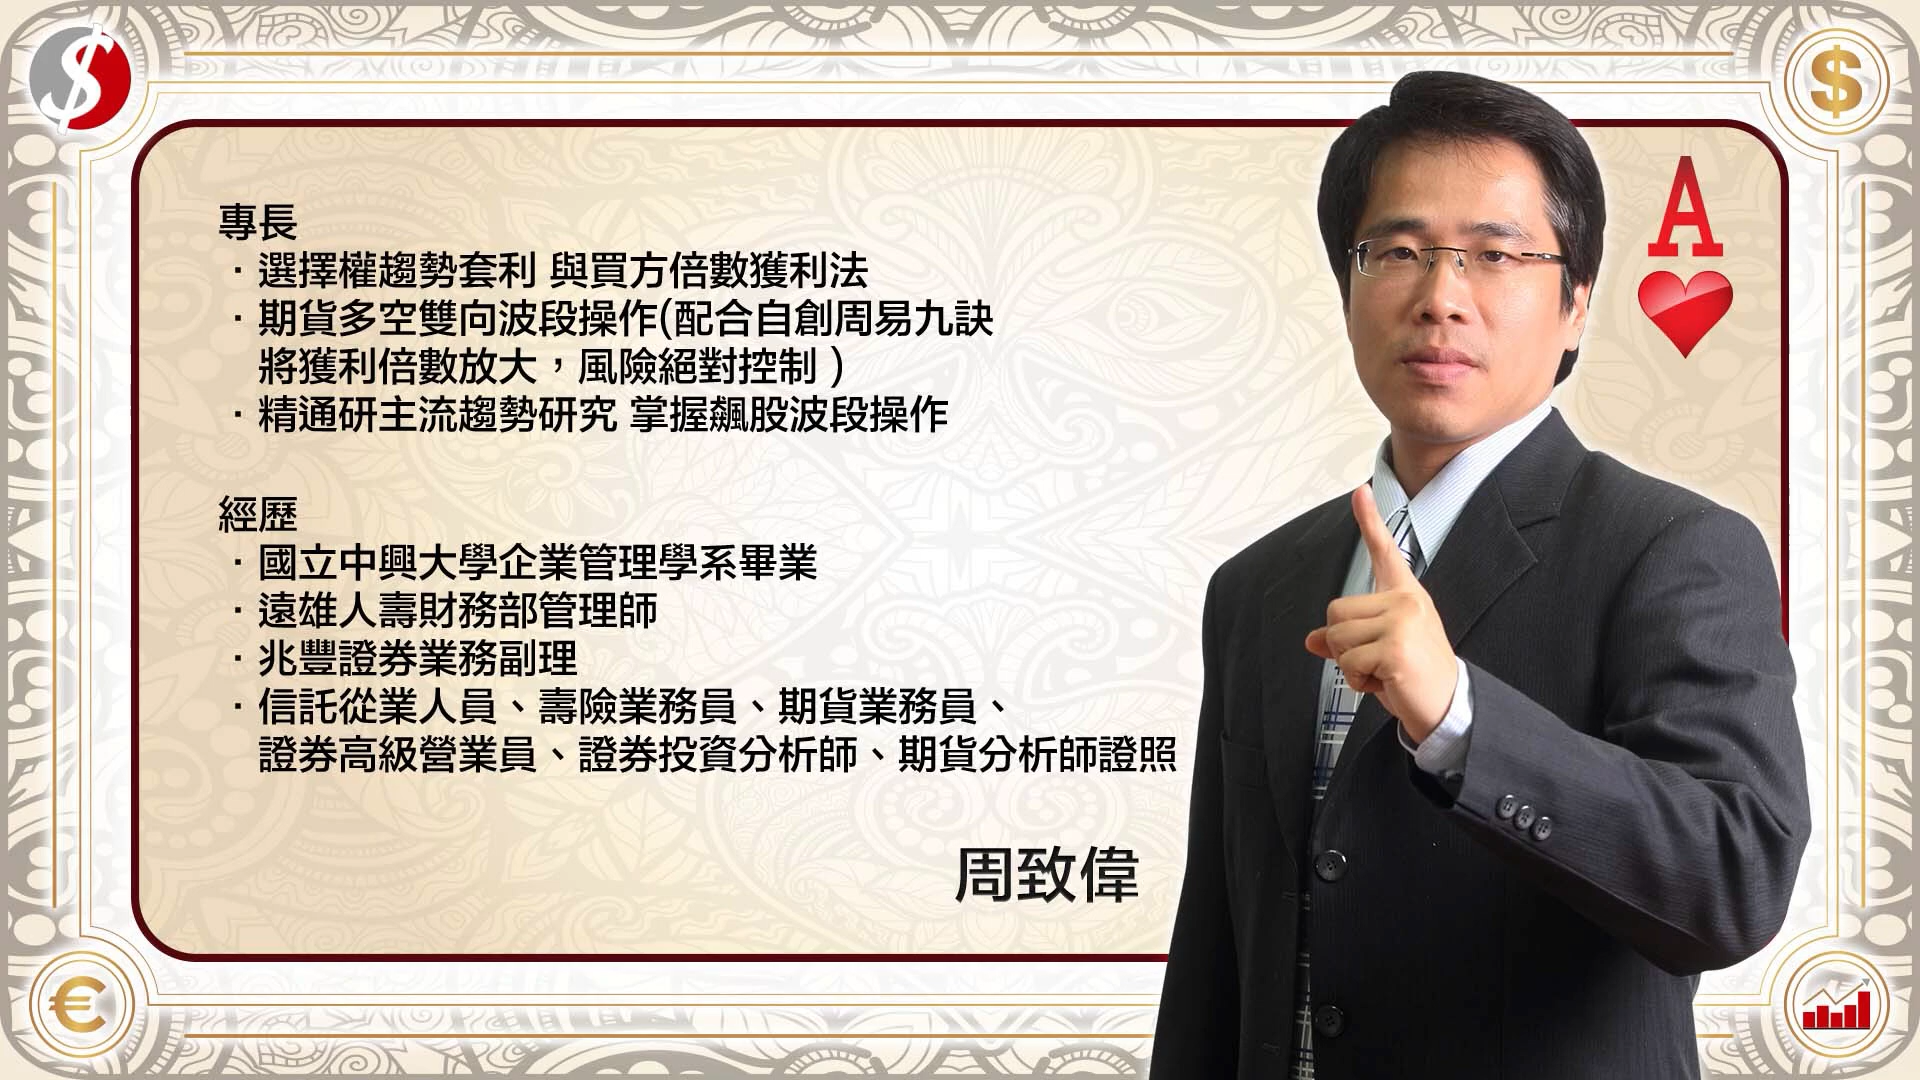 專長
· 選擇權趨勢套利 與買方倍數獲利法
· 期貨多空雙向波段操作(配合自創周易九訣
將獲利倍數放大，風險絕對控制)
· 精通研主流趨勢研究 掌握飆股波段操作
經歷
· 國立中興大學企業管理學系畢業
· 遠雄人壽財務部管理師
· 兆豐證券業務副理
· 信託從業人員、壽險業務員、期貨業務員、
證券高級營業員、證券投資分析師、期貨分析師證照
周致偉
A
$
$
€